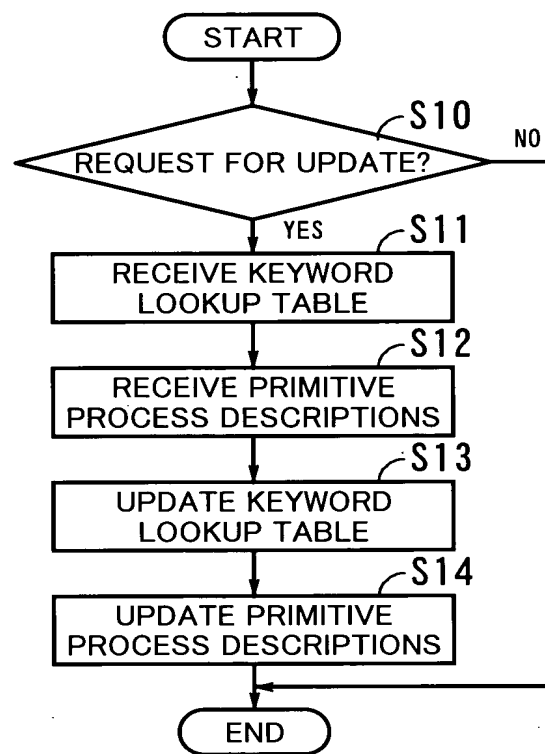 START
S10
REQUEST FOR UPDATE?
NO
YES
S11
RECEIVE KEYWORD
LOOKUP TABLE
S12
RECEIVE PRIMITIVE
PROCESS DESCRIPTIONS
S13
UPDATE KEYWORD
LOOKUP TABLE
S14
UPDATE PRIMITIVE
PROCESS DESCRIPTIONS
END